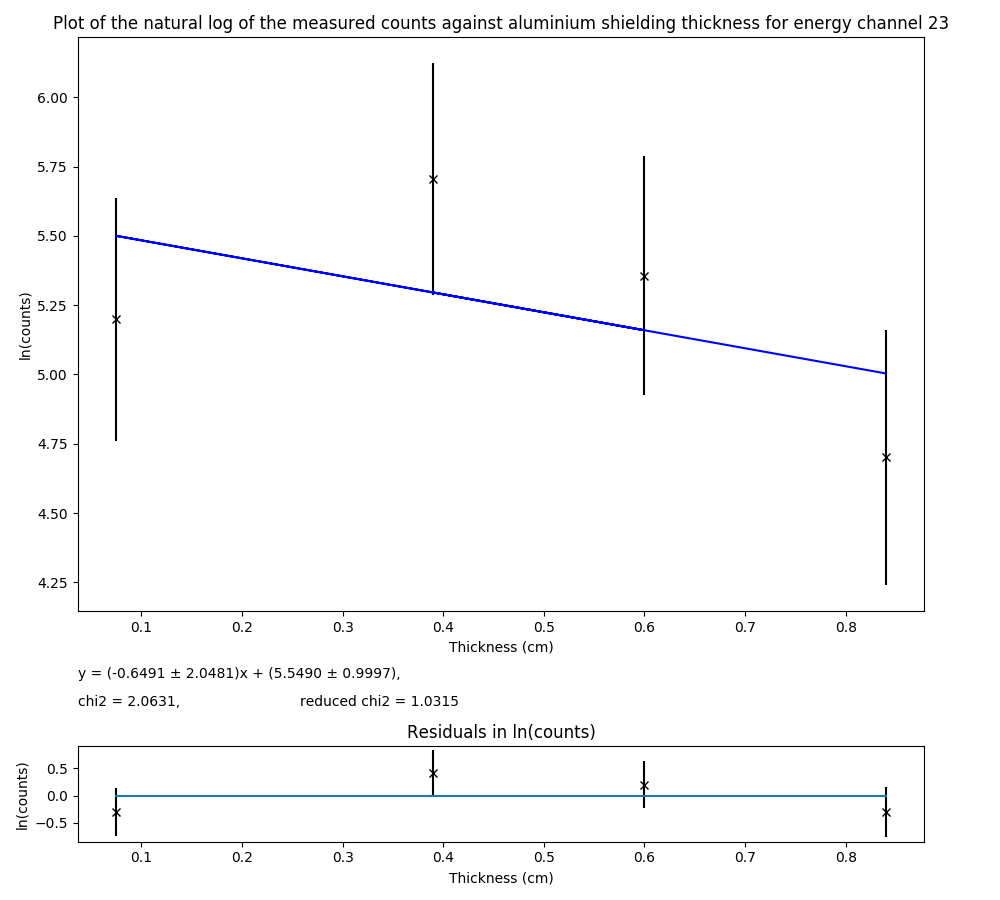 Plot of the natural log of the measured counts against aluminium shielding thickness for energy channel 23
6.00
5.75
5.50
5.25
5.00
4.75
4.50
4.25
ln(counts)
0.1 0.2 0.3 0.4 0.5 0.6 0.7 0.8
Thickness (cm)
y = (-0.6491 ± 2.0481)x + (5.5490 ± 0.9997),
chi2 = 2.0631, reduced chi2 = 1.0315
Residuals in ln(counts)
0.5
0.0
−0.5
ln(counts)
0.1 0.2 0.3 0.4 0.5 0.6 0.7 0.8
Thickness (cm)